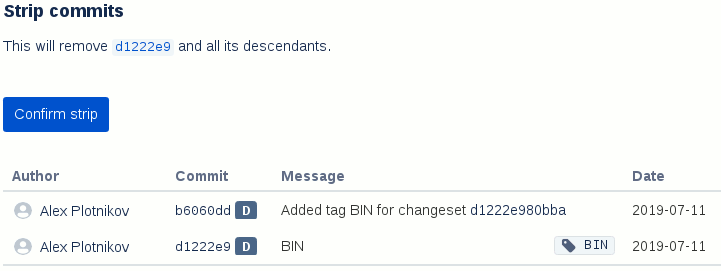 Strip commits
This will remove d1222e9 and all its descendants.
Confirm strip
Author Commit Message Date
Alex Plotnikov b6060dd D Added tag BIN for changeset d1222e980bba 2019-07-11
Alex Plotnikov d1222e9 D BIN BIN 2019-07-11